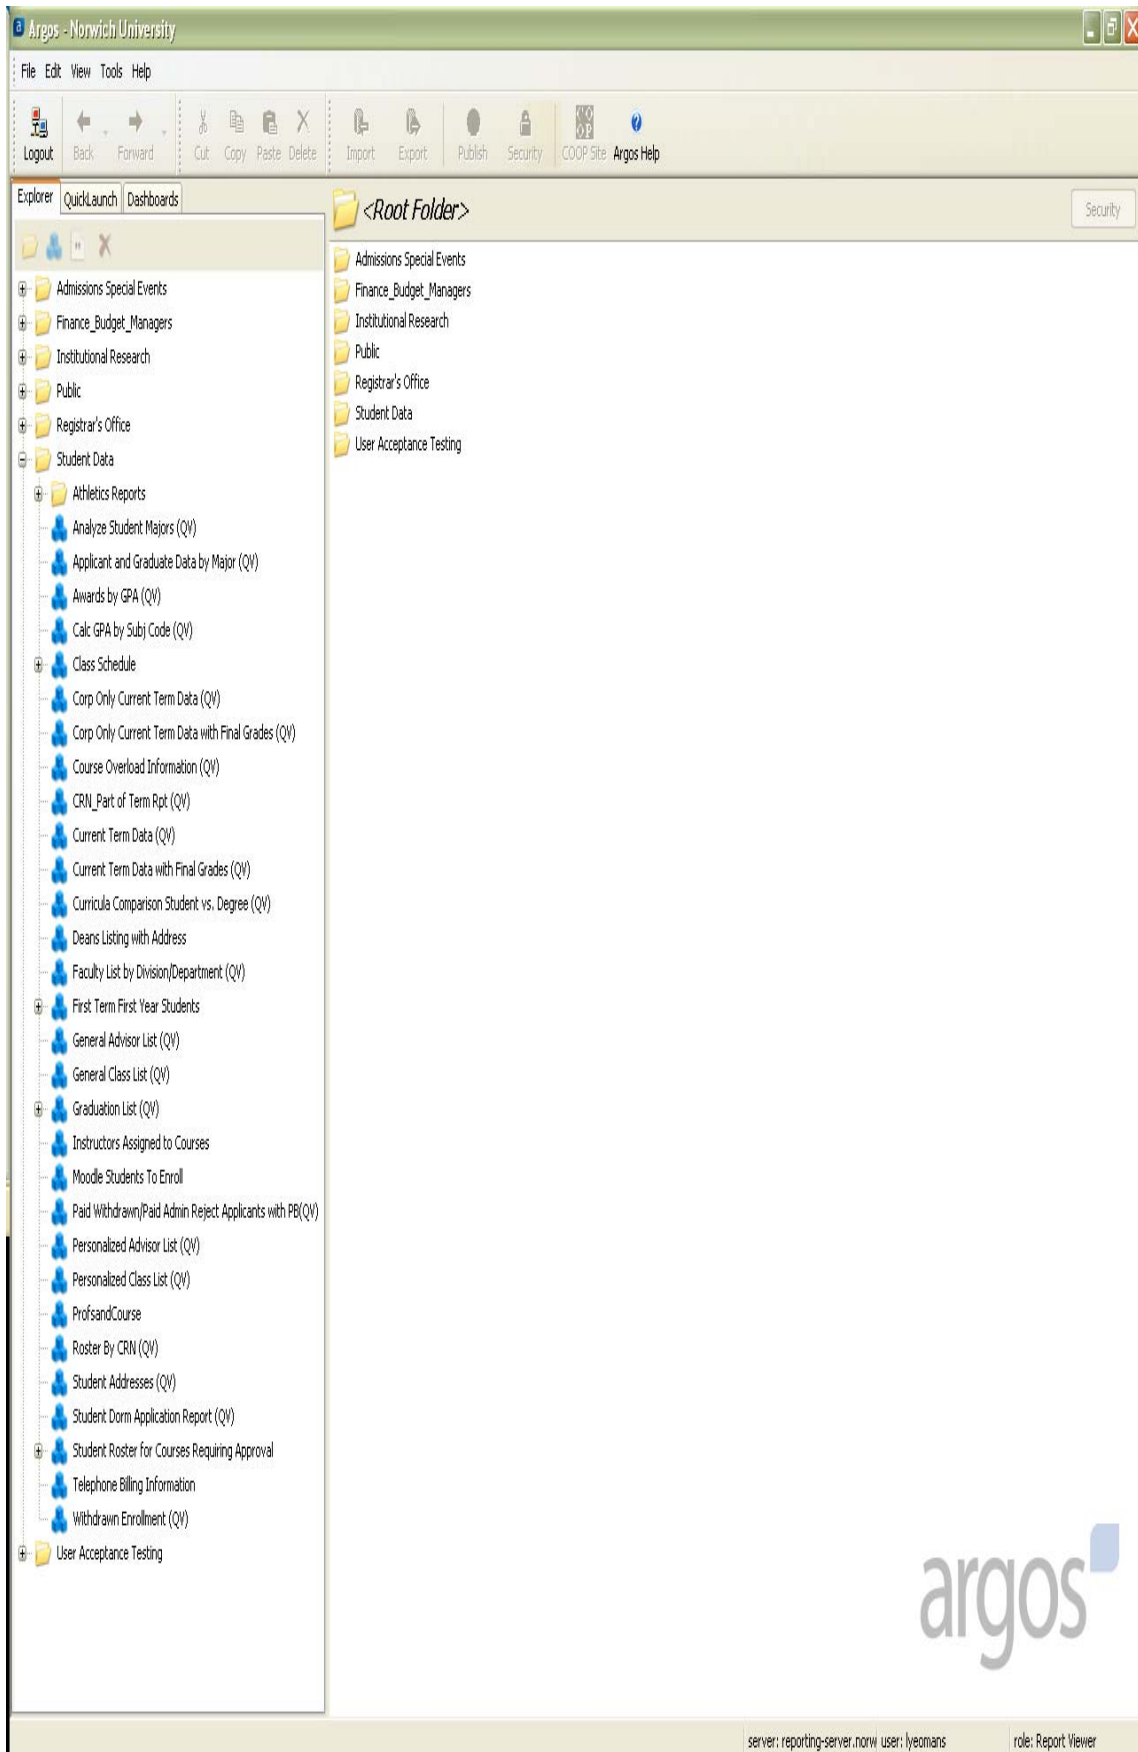 a Argos - Norwich University
File Edit View Tools Help
Logout Back Forward Cut Copy Paste Delete Import Export Publish Security COOP Site Argos Help
Explorer QuickLaunch Dashboards
<Root Folder>
Security
Admissions Special Events
Finance_Budget_Managers
Institutional Research
Public
Registrar's Office
Student Data
Athletics Reports
Analyze Student Majors (QV)
Applicant and Graduate Data by Major (QV)
Awards by GPA (QV)
Calc GPA by Subj Code (QV)
Class Schedule
Corp Only Current Term Data (QV)
Corp Only Current Term Data with Final Grades (QV)
Course Overload Information (QV)
CRN_Part of Term Rpt (QV)
Current Term Data (QV)
Current Term Data with Final Grades (QV)
Curricula Comparison Student vs. Degree (QV)
Deans Listing with Address
Faculty List by Division/Department (QV)
First Term First Year Students
General Advisor List (QV)
General Class List (QV)
Graduation List (QV)
Instructors Assigned to Courses
Moodle Students To Enroll
Paid Withdrawn/Paid Admin Reject Applicants with PB(QV)
Personalized Advisor List (QV)
Personalized Class List (QV)
ProfsandCourse
Roster By CRN (QV)
Student Addresses (QV)
Student Dorm Application Report (QV)
Student Roster for Courses Requiring Approval
Telephone Billing Information
Withdrawn Enrollment (QV)
User Acceptance Testing
Admissions Special Events
Finance_Budget_Managers
Institutional Research
Public
Registrar's Office
Student Data
User Acceptance Testing
argos
server: reporting-server.norw user: lyeomans role: Report Viewer